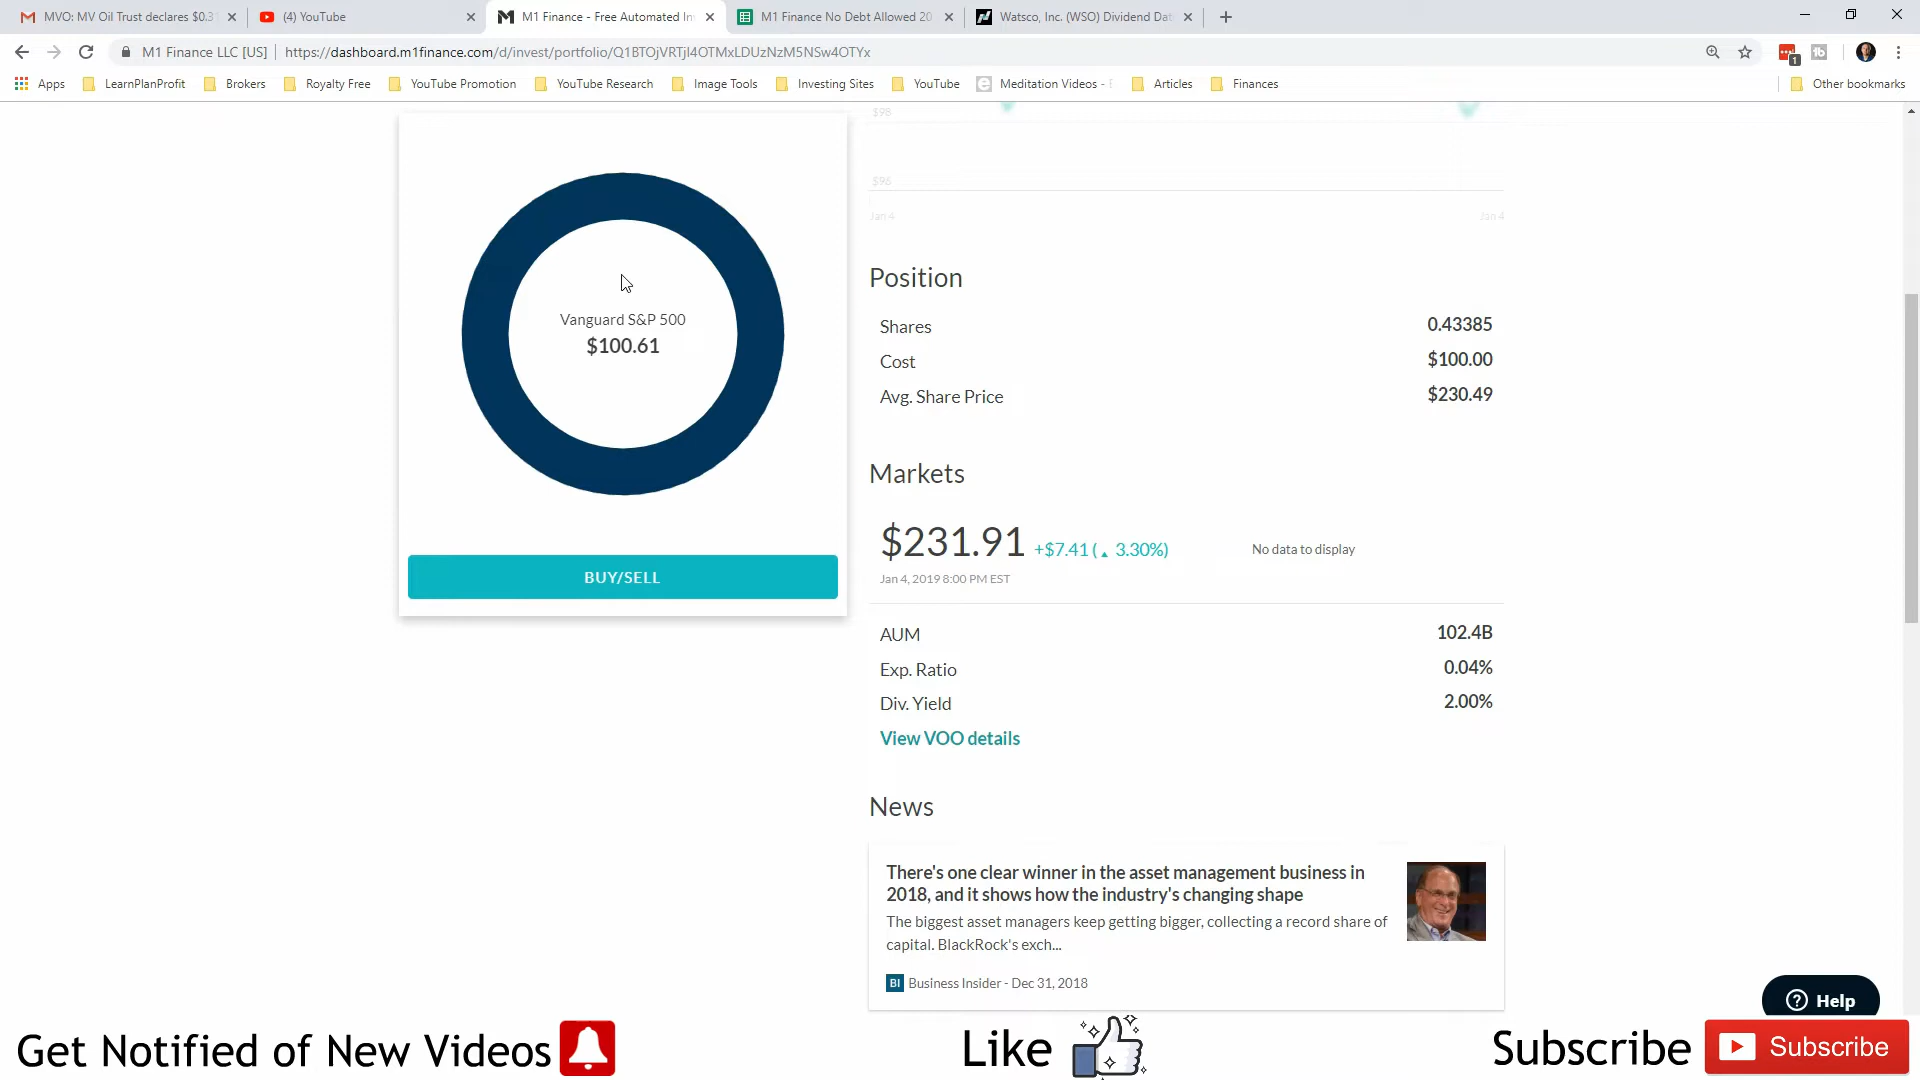 MVO: MV Oil Trust declares $0.3
(4) YouTube
M1 Finance - Free Automated In
M1 Finance No Debt Allowed 20
Watsco, Inc. (WSO) Dividend Dat
M1 Finance LLC [US]
https://dashboard.m1finance.com/d/invest/portfolio/Q1BTOjVRTjI4OTMxLDUzNzM5NSw4OTYx
1
Apps
LearnPlanProfit
Brokers
Royalty Free
YouTube Promotion
YouTube Research
Image Tools
Investing Sites
YouTube
Meditation Videos - E
Articles
Finances
Other bookmarks
$98
$96
Jan 4
Jan 4
Vanguard S&P 500
$100.61
BUY/SELL
Position
Shares 0.43385
Cost $100.00
Avg. Share Price $230.49
Markets
$231.91 +$7.41 (▲ 3.30%)
No data to display
Jan 4, 2019 8:00 PM EST
AUM 102.4B
Exp. Ratio 0.04%
Div. Yield 2.00%
View VOO details
News
There's one clear winner in the asset management business in
2018, and it shows how the industry's changing shape
The biggest asset managers keep getting bigger, collecting a record share of
capital. BlackRock's exch...
BI Business Insider - Dec 31, 2018
? Help
Get Notified of New Videos
Like
Subscribe
Subscribe